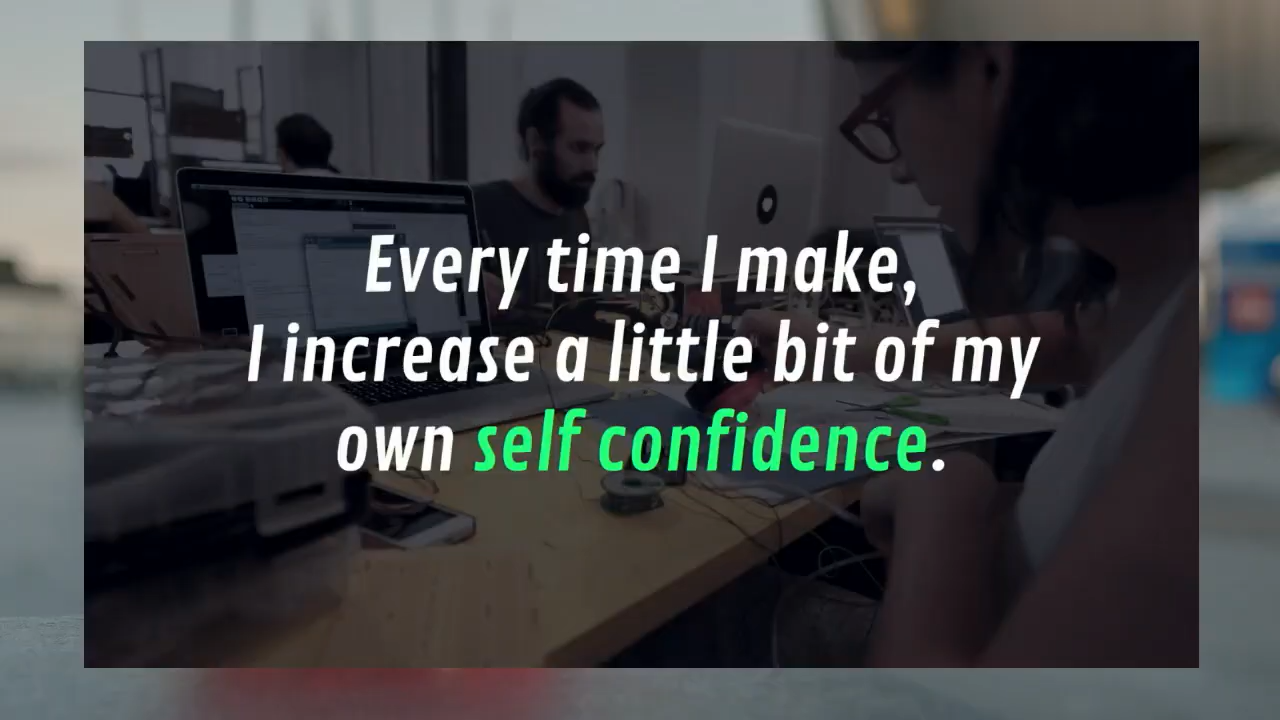 Every time I make,
I increase a little bit of my
own self confidence.